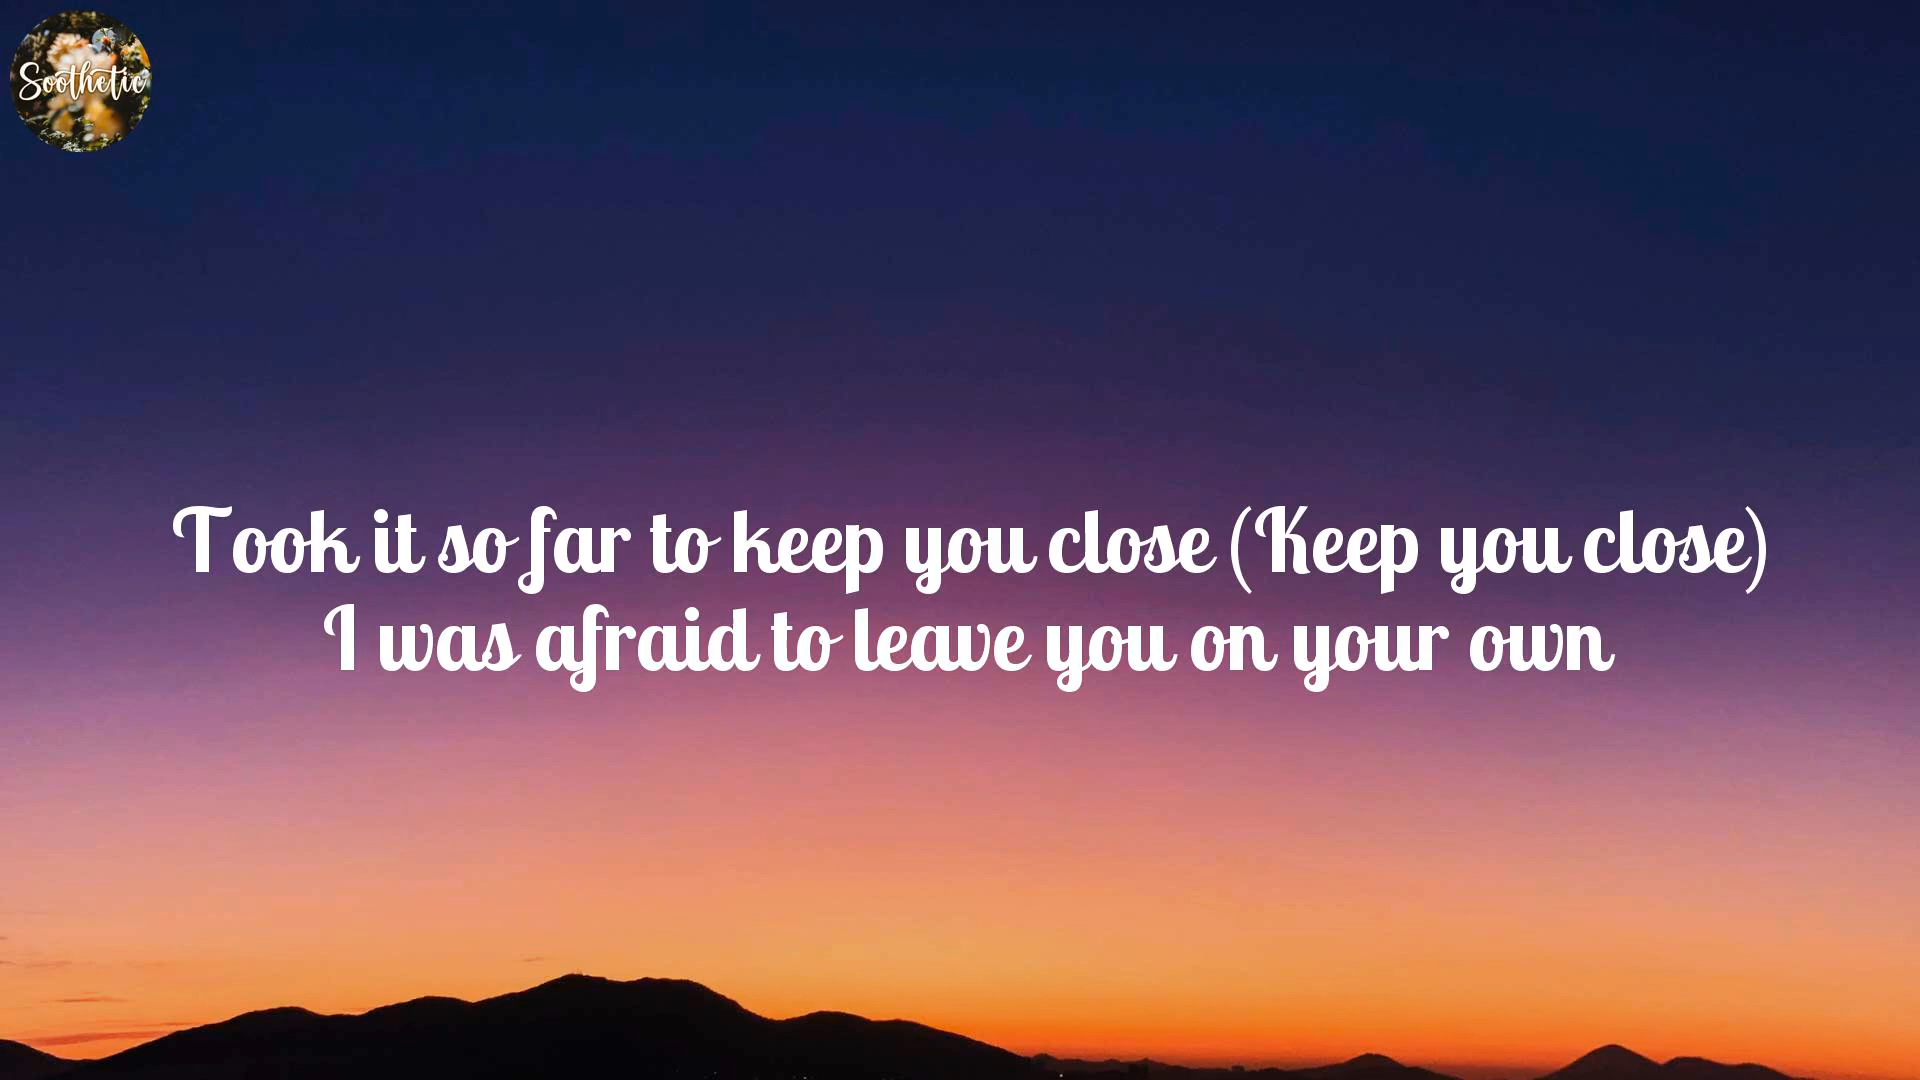 Soothetic
Took it so far to keep you close (Keep you close)
I was afraid to leave you on your own